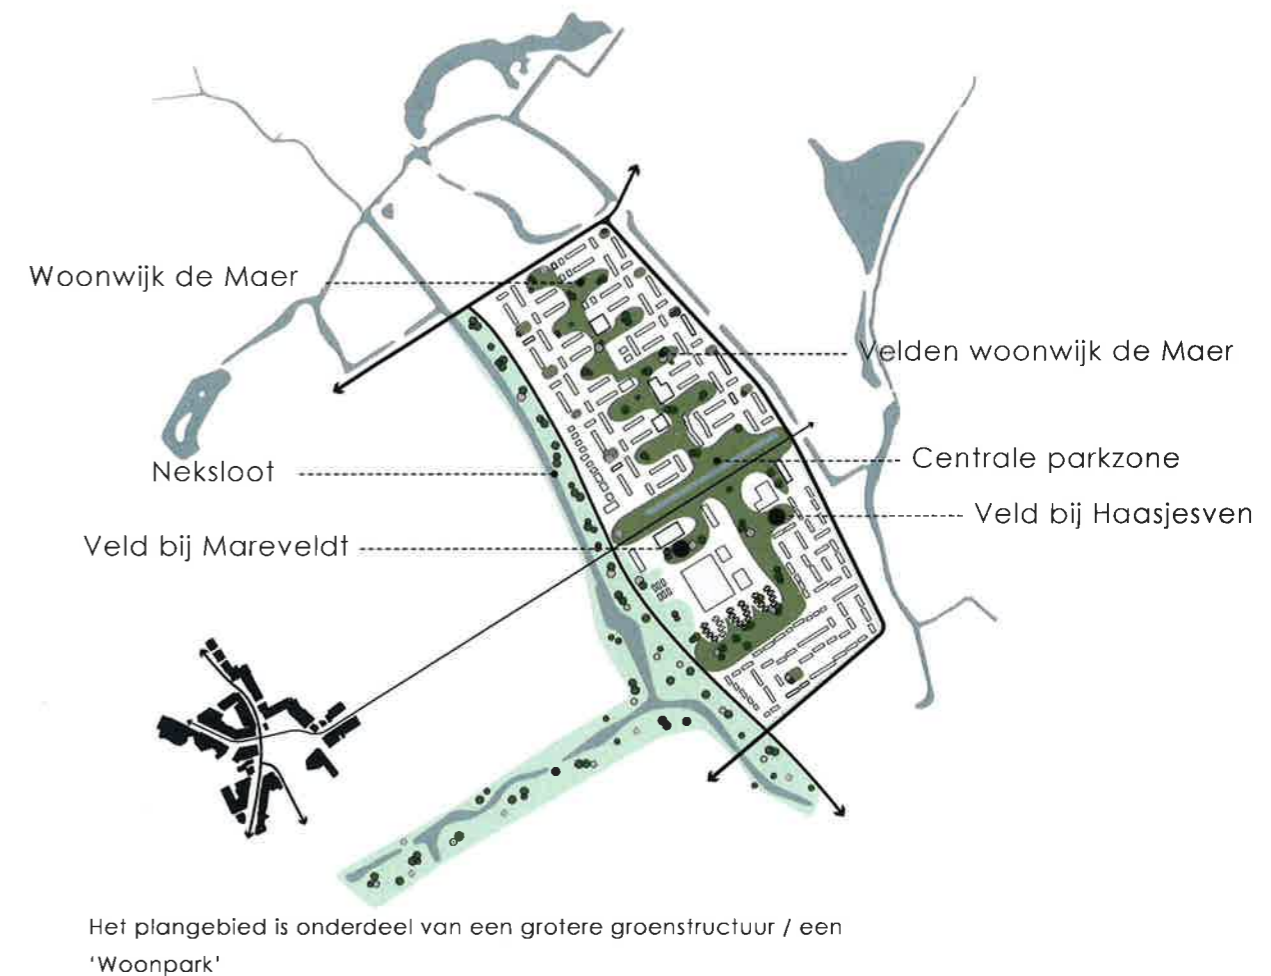 Woonwijk de Maer
Velden woonwijk de Maer
Centrale parkzone
Neksloot
Veld bij Haasjesven
Veld bij Mareveldt
Het plangebied is onderdeel van een grotere groenstructuur / een
'Woonpark'